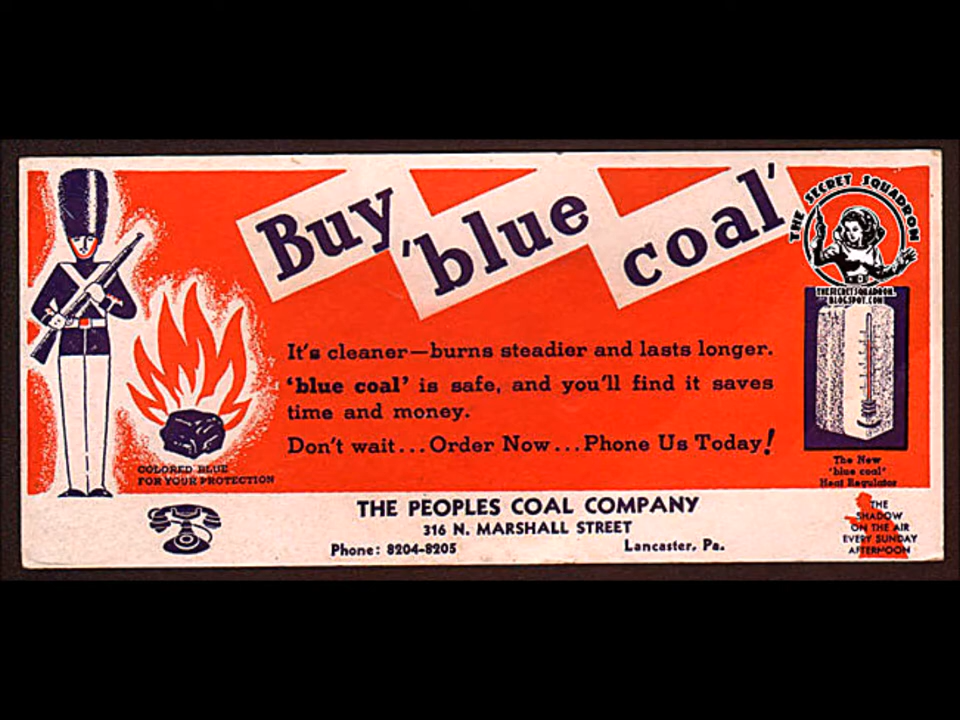 Buy 'blue coal'
THE SECRET SQUADRON
THESECRETSQUADRON.
BLOGSPOT.COM
It's cleaner—burns steadier and lasts longer.
'blue coal' is safe, and you'll find it saves
time and money.
Don't wait...Order Now...Phone Us Today!
COLORED BLUE
FOR YOUR PROTECTION
The New
'blue coal'
Heat Regulator
THE PEOPLES COAL COMPANY
316 N. MARSHALL STREET
Phone: 8204-8205 Lancaster, Pa.
THE
SHADOW
ON THE AIR
EVERY SUNDAY
AFTERNOON